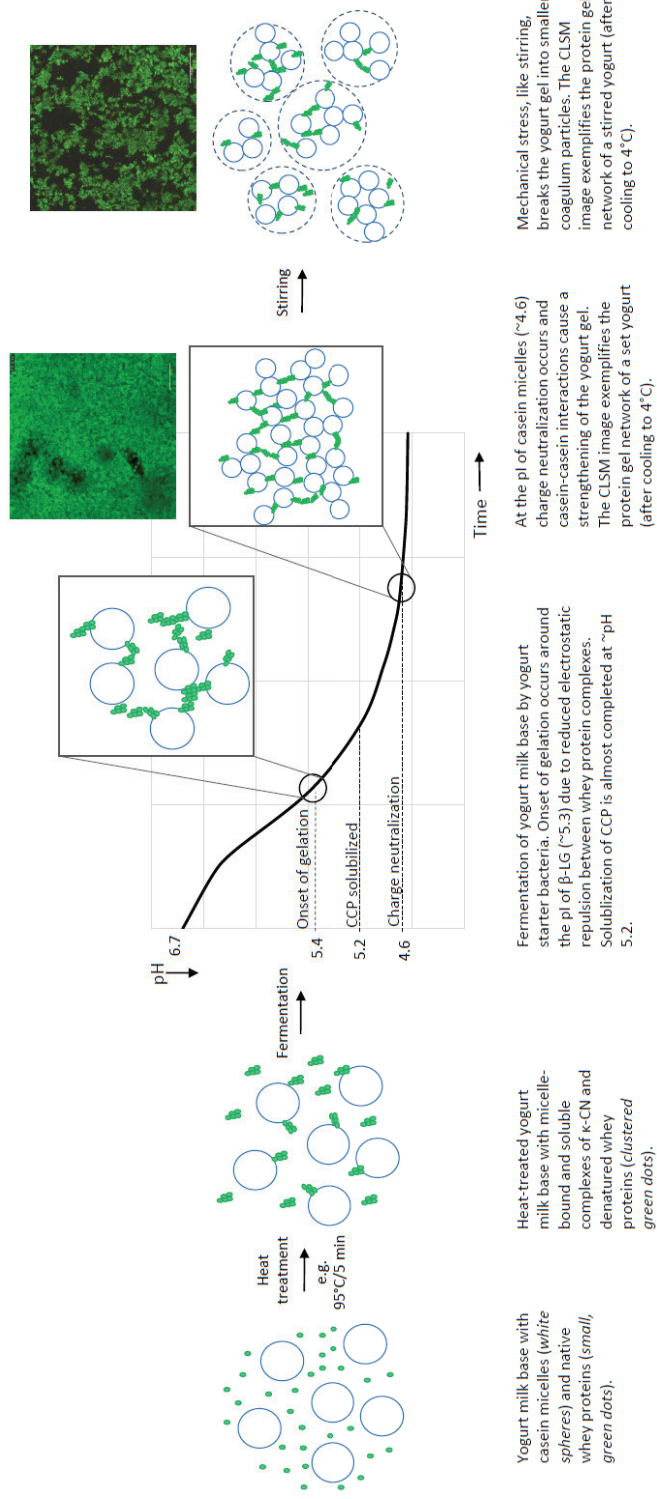 Heat
treatment
e.g.
95°C/5 min
Fermentation
pH
6.7
5.4
5.2
4.6
Onset of gelation
CCP solubilized
Charge neutralization
Time
Stirring
Yogurt milk base with
casein micelles (white
spheres) and native
whey proteins (small,
green dots).
Heat-treated yogurt
milk base with micelle-
bound and soluble
complexes of κ-CN and
denatured whey
proteins (clustered
green dots).
Fermentation of yogurt milk base by yogurt
starter bacteria. Onset of gelation occurs around
the pI of β-LG (~5.3) due to reduced electrostatic
repulsion between whey protein complexes.
Solublization of CCP is almost completed at ~pH
5.2.
At the pI of casein micelles (~4.6)
charge neutralization occurs and
casein-casein interactions cause a
strengthening of the yogurt gel.
The CLSM image exemplifies the
protein gel network of a set yogurt
(after cooling to 4°C).
Mechanical stress, like stirring,
breaks the yogurt gel into smaller
coagulum particles. The CLSM
image exemplifies the protein gel
network of a stirred yogurt (after
cooling to 4°C).